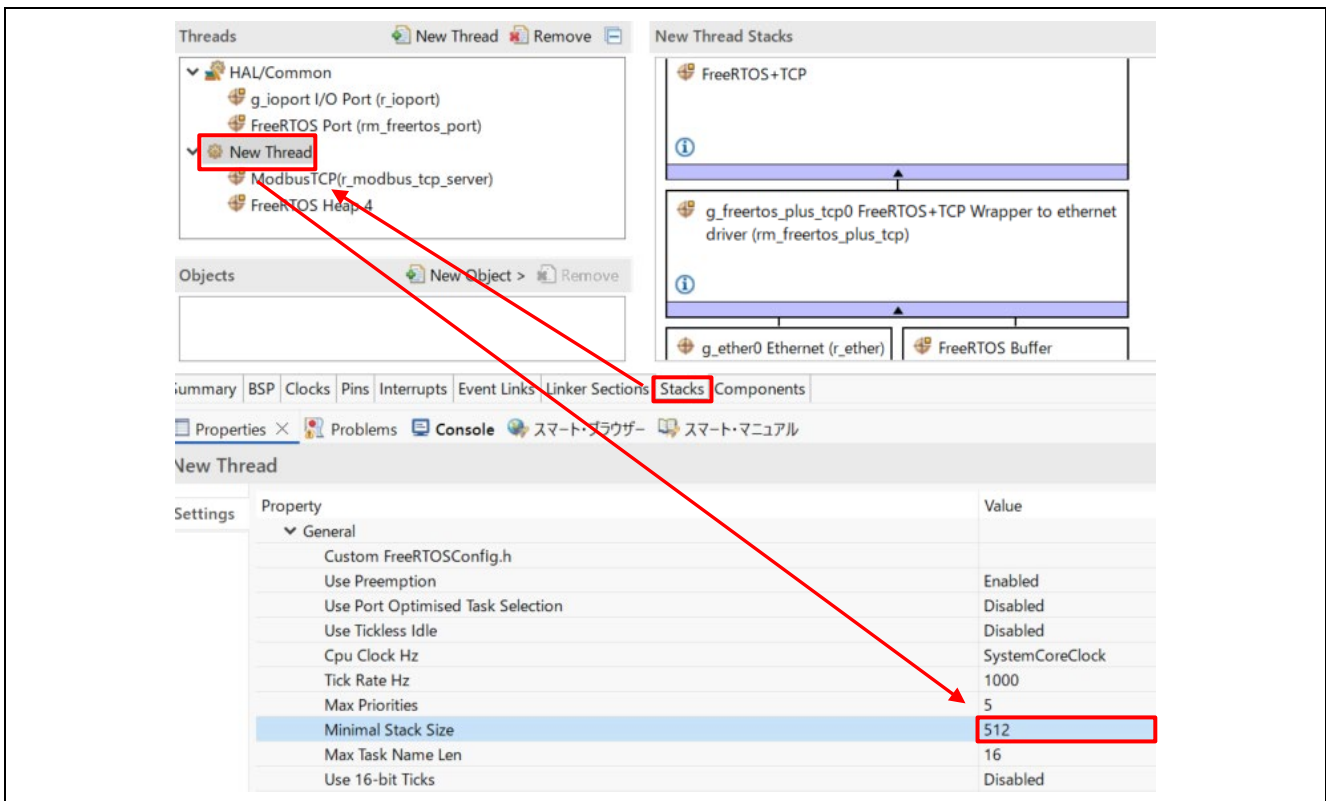 Threads New Thread Remove
HAL/Common
g_ioport I/O Port (r_ioport)
FreeRTOS Port (rm_freertos_port)
New Thread
ModbusTCP(r_modbus_tcp_server)
FreeRTOS Heap 4
Objects New Object > Remove
New Thread Stacks
FreeRTOS+TCP
g_freertos_plus_tcp0 FreeRTOS+TCP Wrapper to ethernet
driver (rm_freertos_plus_tcp)
g_ether0 Ethernet (r_ether) FreeRTOS Buffer
Summary BSP Clocks Pins Interrupts Event Links Linker Sections Stacks Components
Properties Problems Console スマート・ブラウザー スマート・マニュアル
New Thread
Settings
Property Value
General
Custom FreeRTOSConfig.h
Use Preemption Enabled
Use Port Optimised Task Selection Disabled
Use Tickless Idle Disabled
Cpu Clock Hz SystemCoreClock
Tick Rate Hz 1000
Max Priorities 5
Minimal Stack Size 512
Max Task Name Len 16
Use 16-bit Ticks Disabled